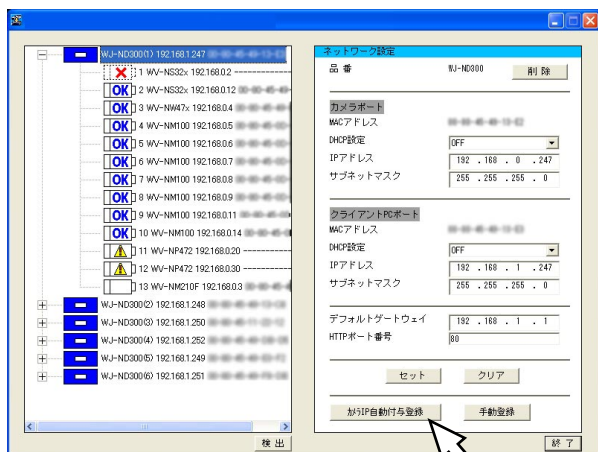 WJ-ND300(1) 192.168.1.247
1 WV-NS32x 192.168.0.2 ----------
OK 2 WV-NS32x 192.168.0.12
OK 3 WV-NW47x 192.168.0.4
OK 4 WV-NM100 192.168.0.5
OK 5 WV-NM100 192.168.0.6
OK 6 WV-NM100 192.168.0.7
OK 7 WV-NM100 192.168.0.8
OK 8 WV-NM100 192.168.0.9
OK 9 WV-NM100 192.168.0.11
OK 10 WV-NM100 192.168.0.14
11 WV-NP472 192.168.0.20 ----------
12 WV-NP472 192.168.0.30 ----------
13 WV-NM210F 192.168.0.3
WJ-ND300(2) 192.168.1.248
WJ-ND300(3) 192.168.1.250
WJ-ND300(4) 192.168.1.252
WJ-ND300(5) 192.168.1.249
WJ-ND300(6) 192.168.1.251
検出
ネットワーク設定
品 番 WJ-ND300 削 除
カメラポート
MACアドレス
DHCP設定 OFF
IPアドレス 192 .168 . 0 .247
サブネットマスク 255 .255 .255 . 0
クライアントPCポート
MACアドレス
DHCP設定 OFF
IPアドレス 192 .168 . 1 .247
サブネットマスク 255 .255 .255 . 0
デフォルトゲートウェイ 192 .168 . 1 . 1
HTTPポート番号 80
セット クリア
ｶﾒﾗIP自動付与登録 手動登録
終 了